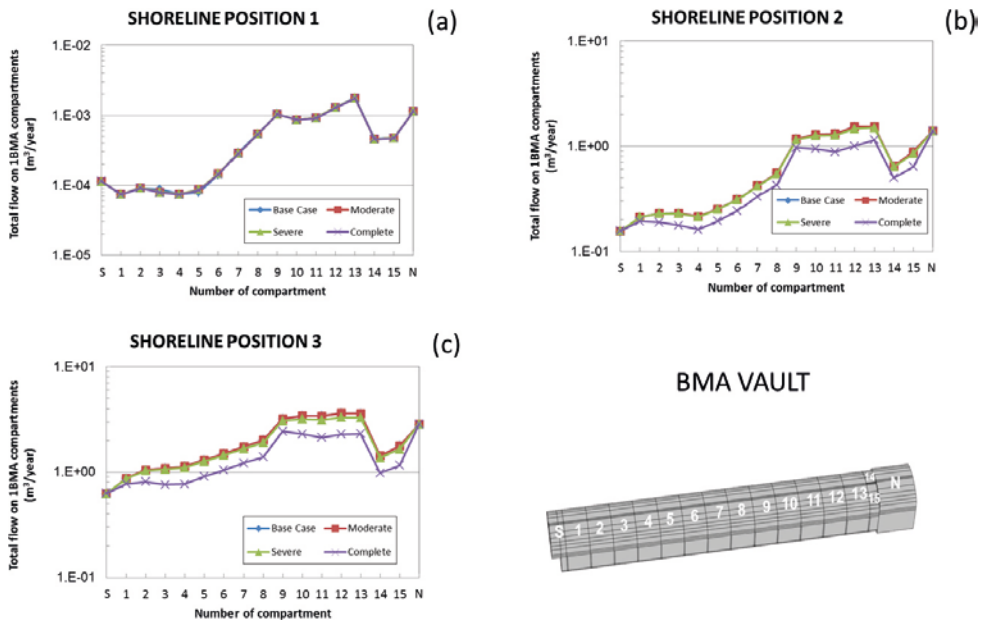 SHORELINE POSITION 1
(a)
Total flow on 1BMA compartments
(m³/year)
1.E-02
1.E-03
1.E-04
1.E-05
Base Case
Moderate
Severe
Complete
S 1 2 3 4 5 6 7 8 9 10 11 12 13 14 15 N
Number of compartment
SHORELINE POSITION 2
(b)
Total flow on 1BMA compartments
(m³/year)
1.E+01
1.E+00
1.E-01
Base Case
Moderate
Severe
Complete
S 1 2 3 4 5 6 7 8 9 10 11 12 13 14 15 N
Number of compartment
SHORELINE POSITION 3
(c)
Total flow on 1BMA compartments
(m³/year)
1.E+01
1.E+00
1.E-01
Base Case
Moderate
Severe
Complete
S 1 2 3 4 5 6 7 8 9 10 11 12 13 14 15 N
Number of compartment
BMA VAULT
S 1 2 3 4 5 6 7 8 9 10 11 12 13 14 15 N